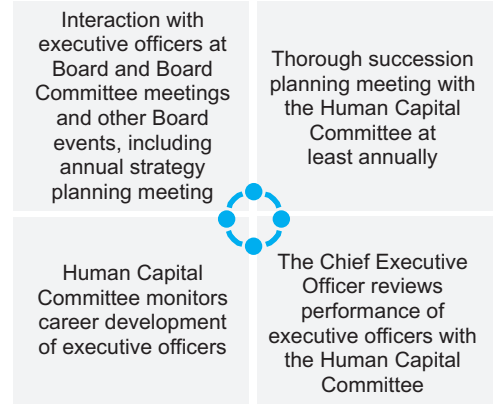 Interaction with
executive officers at
Board and Board
Committee meetings
and other Board
events, including
annual strategy
planning meeting
Thorough succession
planning meeting with
the Human Capital
Committee at
least annually
Human Capital
Committee monitors
career development
of executive officers
The Chief Executive
Officer reviews
performance of
executive officers with
the Human Capital
Committee